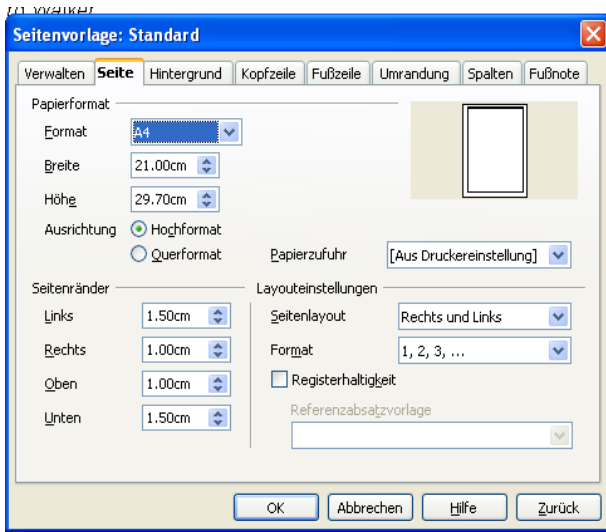 to Walker
Seitenvorlage: Standard
Verwalten Seite Hintergrund Kopfzeile Fußzeile Umrandung Spalten Fußnote
Papierformat
Format A4
Breite 21.00cm
Höhe 29.70cm
Ausrichtung Hochformat
Querformat Papierzufuhr [Aus Druckereinstellung]
Seitenränder Layouteinstellungen
Links 1.50cm Seitenlayout Rechts und Links
Rechts 1.00cm Format 1, 2, 3, ...
Oben 1.00cm Registerhaltigkeit
Referenzabsatzvorlage
Unten 1.50cm
OK Abbrechen Hilfe Zurück